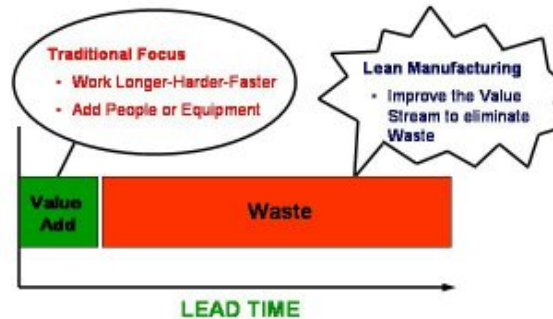 Traditional Focus
• Work Longer-Harder-Faster
• Add People or Equipment
Lean Manufacturing
• Improve the Value
Stream to eliminate
Waste
Value
Add
Waste
LEAD TIME